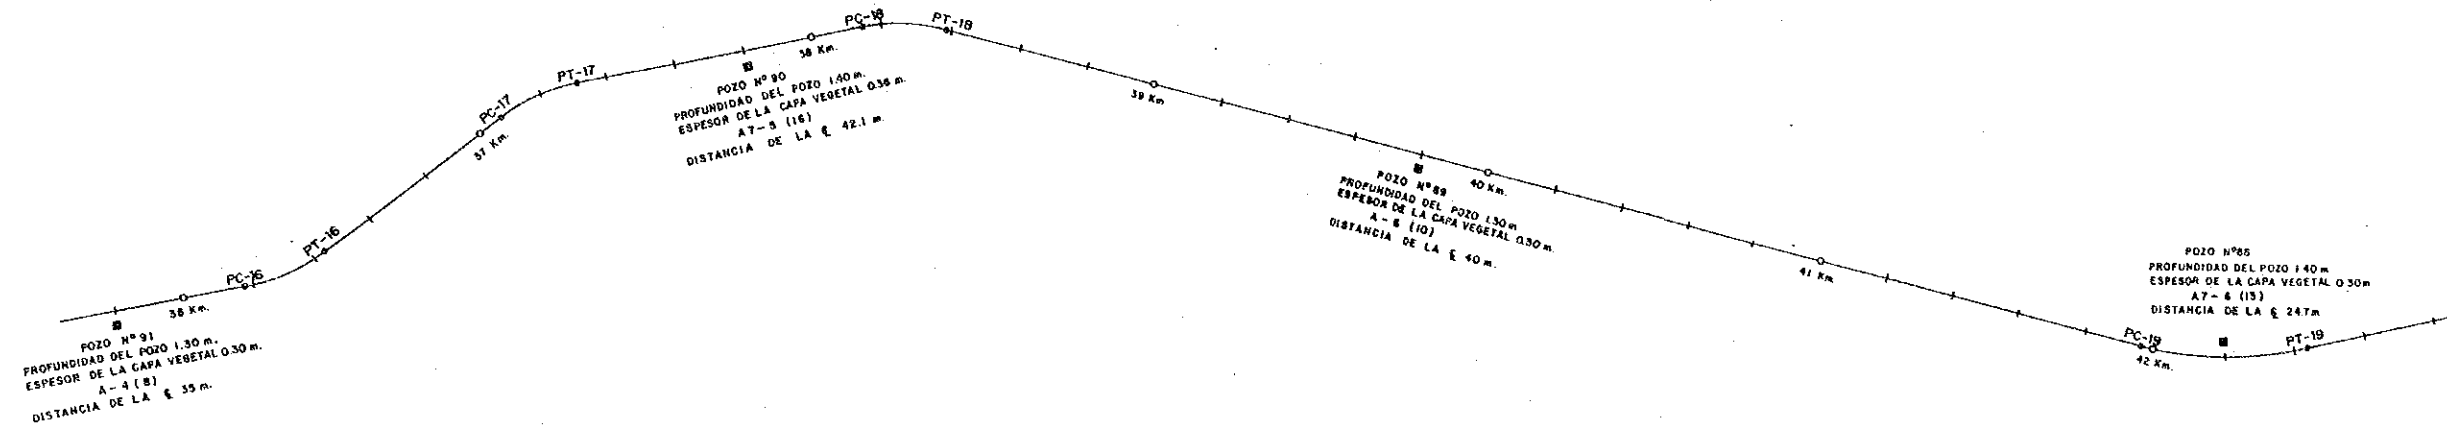 PC-18
PT-18
38 Km.
PT-17
POZO Nº 90
PROFUNDIDAD DEL POZO 1.40 m.
ESPESOR DE LA CAPA VEGETAL 0.36 m.
A 7-5 (16)
DISTANCIA DE LA ℄ 42.1 m.
PC-17
37 Km.
39 Km
POZO Nº 89
PROFUNDIDAD DEL POZO 1.30 m
ESPESOR DE LA CAPA VEGETAL 0.30 m.
A-6 (10)
DISTANCIA DE LA ℄ 40 m.
40 Km.
PT-16
PC-16
36 Km.
POZO Nº 91
PROFUNDIDAD DEL POZO 1.30 m.
ESPESOR DE LA CAPA VEGETAL 0.30 m.
A-4 (8)
DISTANCIA DE LA ℄ 35 m.
41 Km.
POZO Nº
PROFUNDIDAD DEL POZO 1.40 m
ESPESOR DE LA CAPA VEGETAL 0.30m
A7-6 (13)
DISTANCIA DE LA ℄ 24.7m
PC-19
42 Km.
PT-19